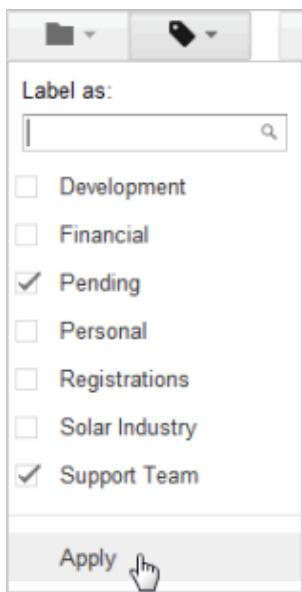 Label as:
Development
Financial
Pending
Personal
Registrations
Solar Industry
Support Team
Apply